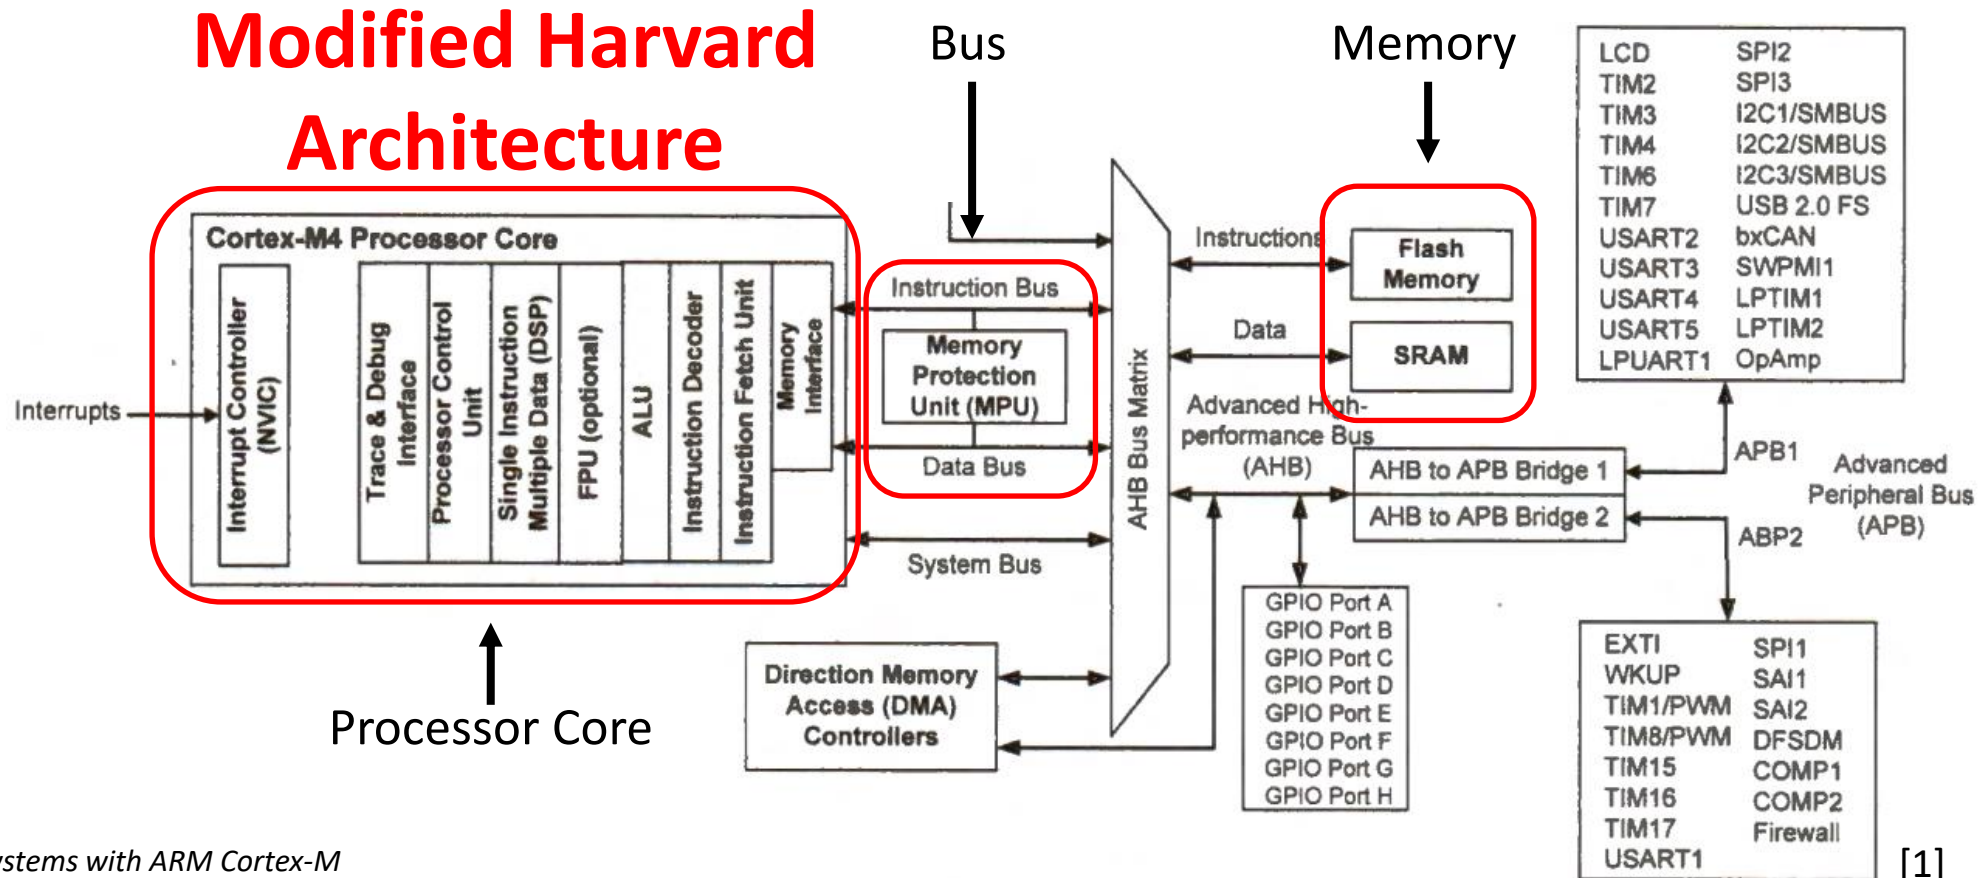 Modified Harvard
Architecture
Bus
Memory
Cortex-M4 Processor Core
Interrupts
Interrupt Controller
(NVIC)
Trace & Debug
Interface
Processor Control
Unit
Single Instruction
Multiple Data (DSP)
FPU (optional)
ALU
Instruction Decoder
Instruction Fetch Unit
Memory
Interface
Instruction Bus
Memory
Protection
Unit (MPU)
Data Bus
System Bus
AHB Bus Matrix
Instructions
Data
Flash
Memory
SRAM
Advanced High-
performance Bus
(AHB)
AHB to APB Bridge 1
AHB to APB Bridge 2
APB1
ABP2
Advanced
Peripheral Bus
(APB)
LCD SPI2
TIM2 SPI3
TIM3 I2C1/SMBUS
TIM4 I2C2/SMBUS
TIM6 I2C3/SMBUS
TIM7 USB 2.0 FS
USART2 bxCAN
USART3 SWPMI1
USART4 LPTIM1
USART5 LPTIM2
LPUART1 OpAmp
Processor Core
Direction Memory
Access (DMA)
Controllers
GPIO Port A
GPIO Port B
GPIO Port C
GPIO Port D
GPIO Port E
GPIO Port F
GPIO Port G
GPIO Port H
EXTI SPI1
WKUP SAI1
TIM1/PWM SAI2
TIM8/PWM DFSDM
TIM15 COMP1
TIM16 COMP2
TIM17 Firewall
USART1
ystems with ARM Cortex-M
[1]